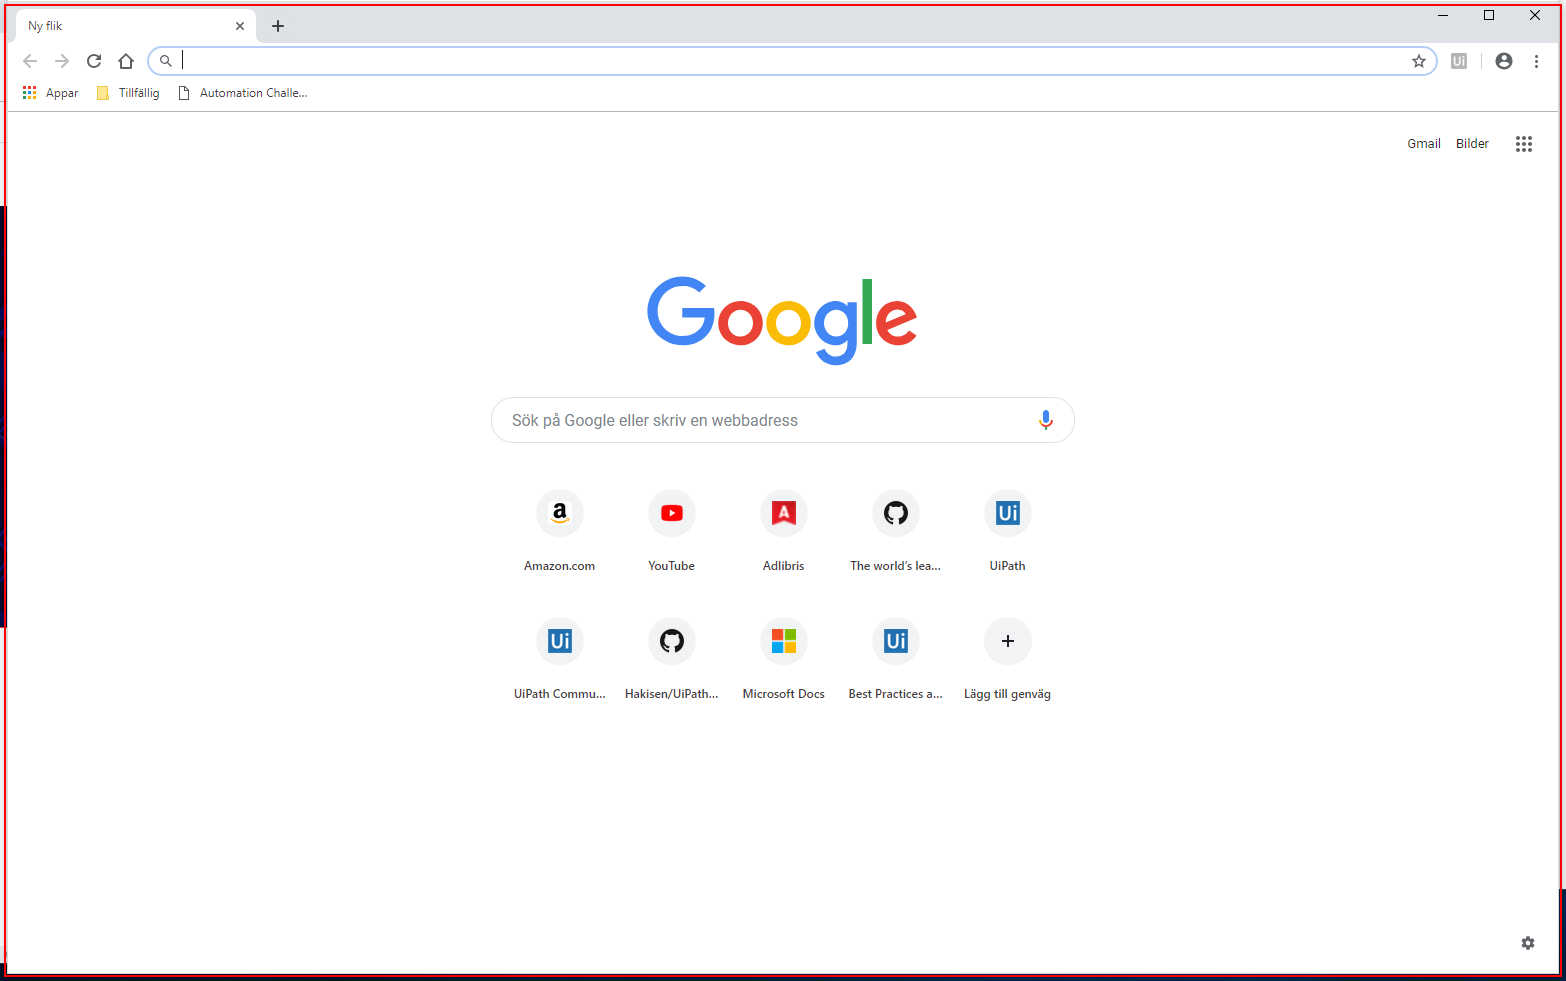 Ny flik
Appar Tillfällig Automation Challe...
Gmail Bilder
Google
Sök på Google eller skriv en webbadress
Amazon.com YouTube Adlibris The world's lea... UiPath
UiPath Commu... Hakisen/UiPath... Microsoft Docs Best Practices a... Lägg till genväg